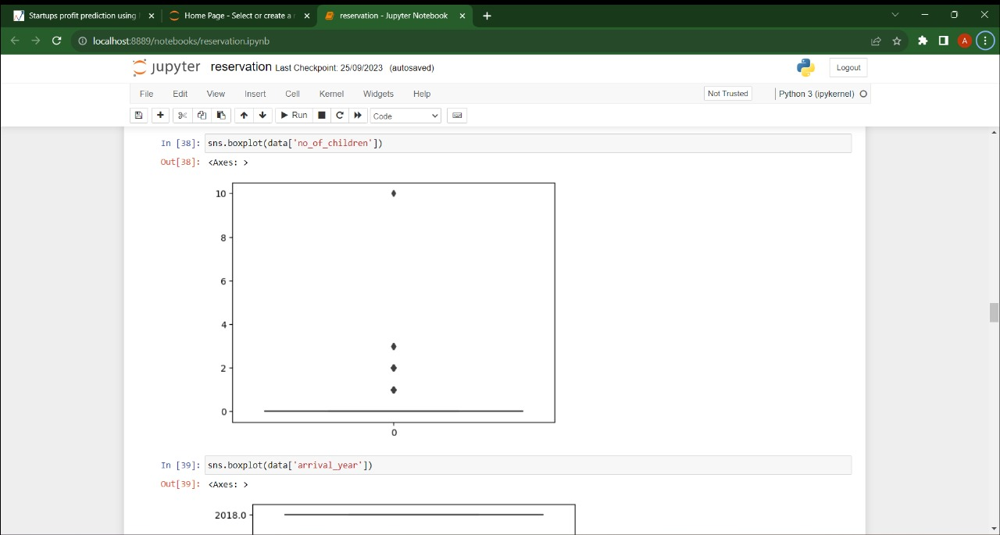 Startups profit prediction using
Home Page - Select or create a
reservation - Jupyter Notebook
localhost:8889/notebooks/reservation.ipynb
A
jupyter reservation Last Checkpoint: 25/09/2023 (autosaved)
Logout
File Edit View Insert Cell Kernel Widgets Help
Not Trusted
Python 3 (ipykernel)
Run
Code
In [38]: sns.boxplot(data['no_of_children'])
Out[38]: <Axes: >
10
8
6
4
2
0
0
In [39]: sns.boxplot(data['arrival_year'])
Out[39]: <Axes: >
2018.0